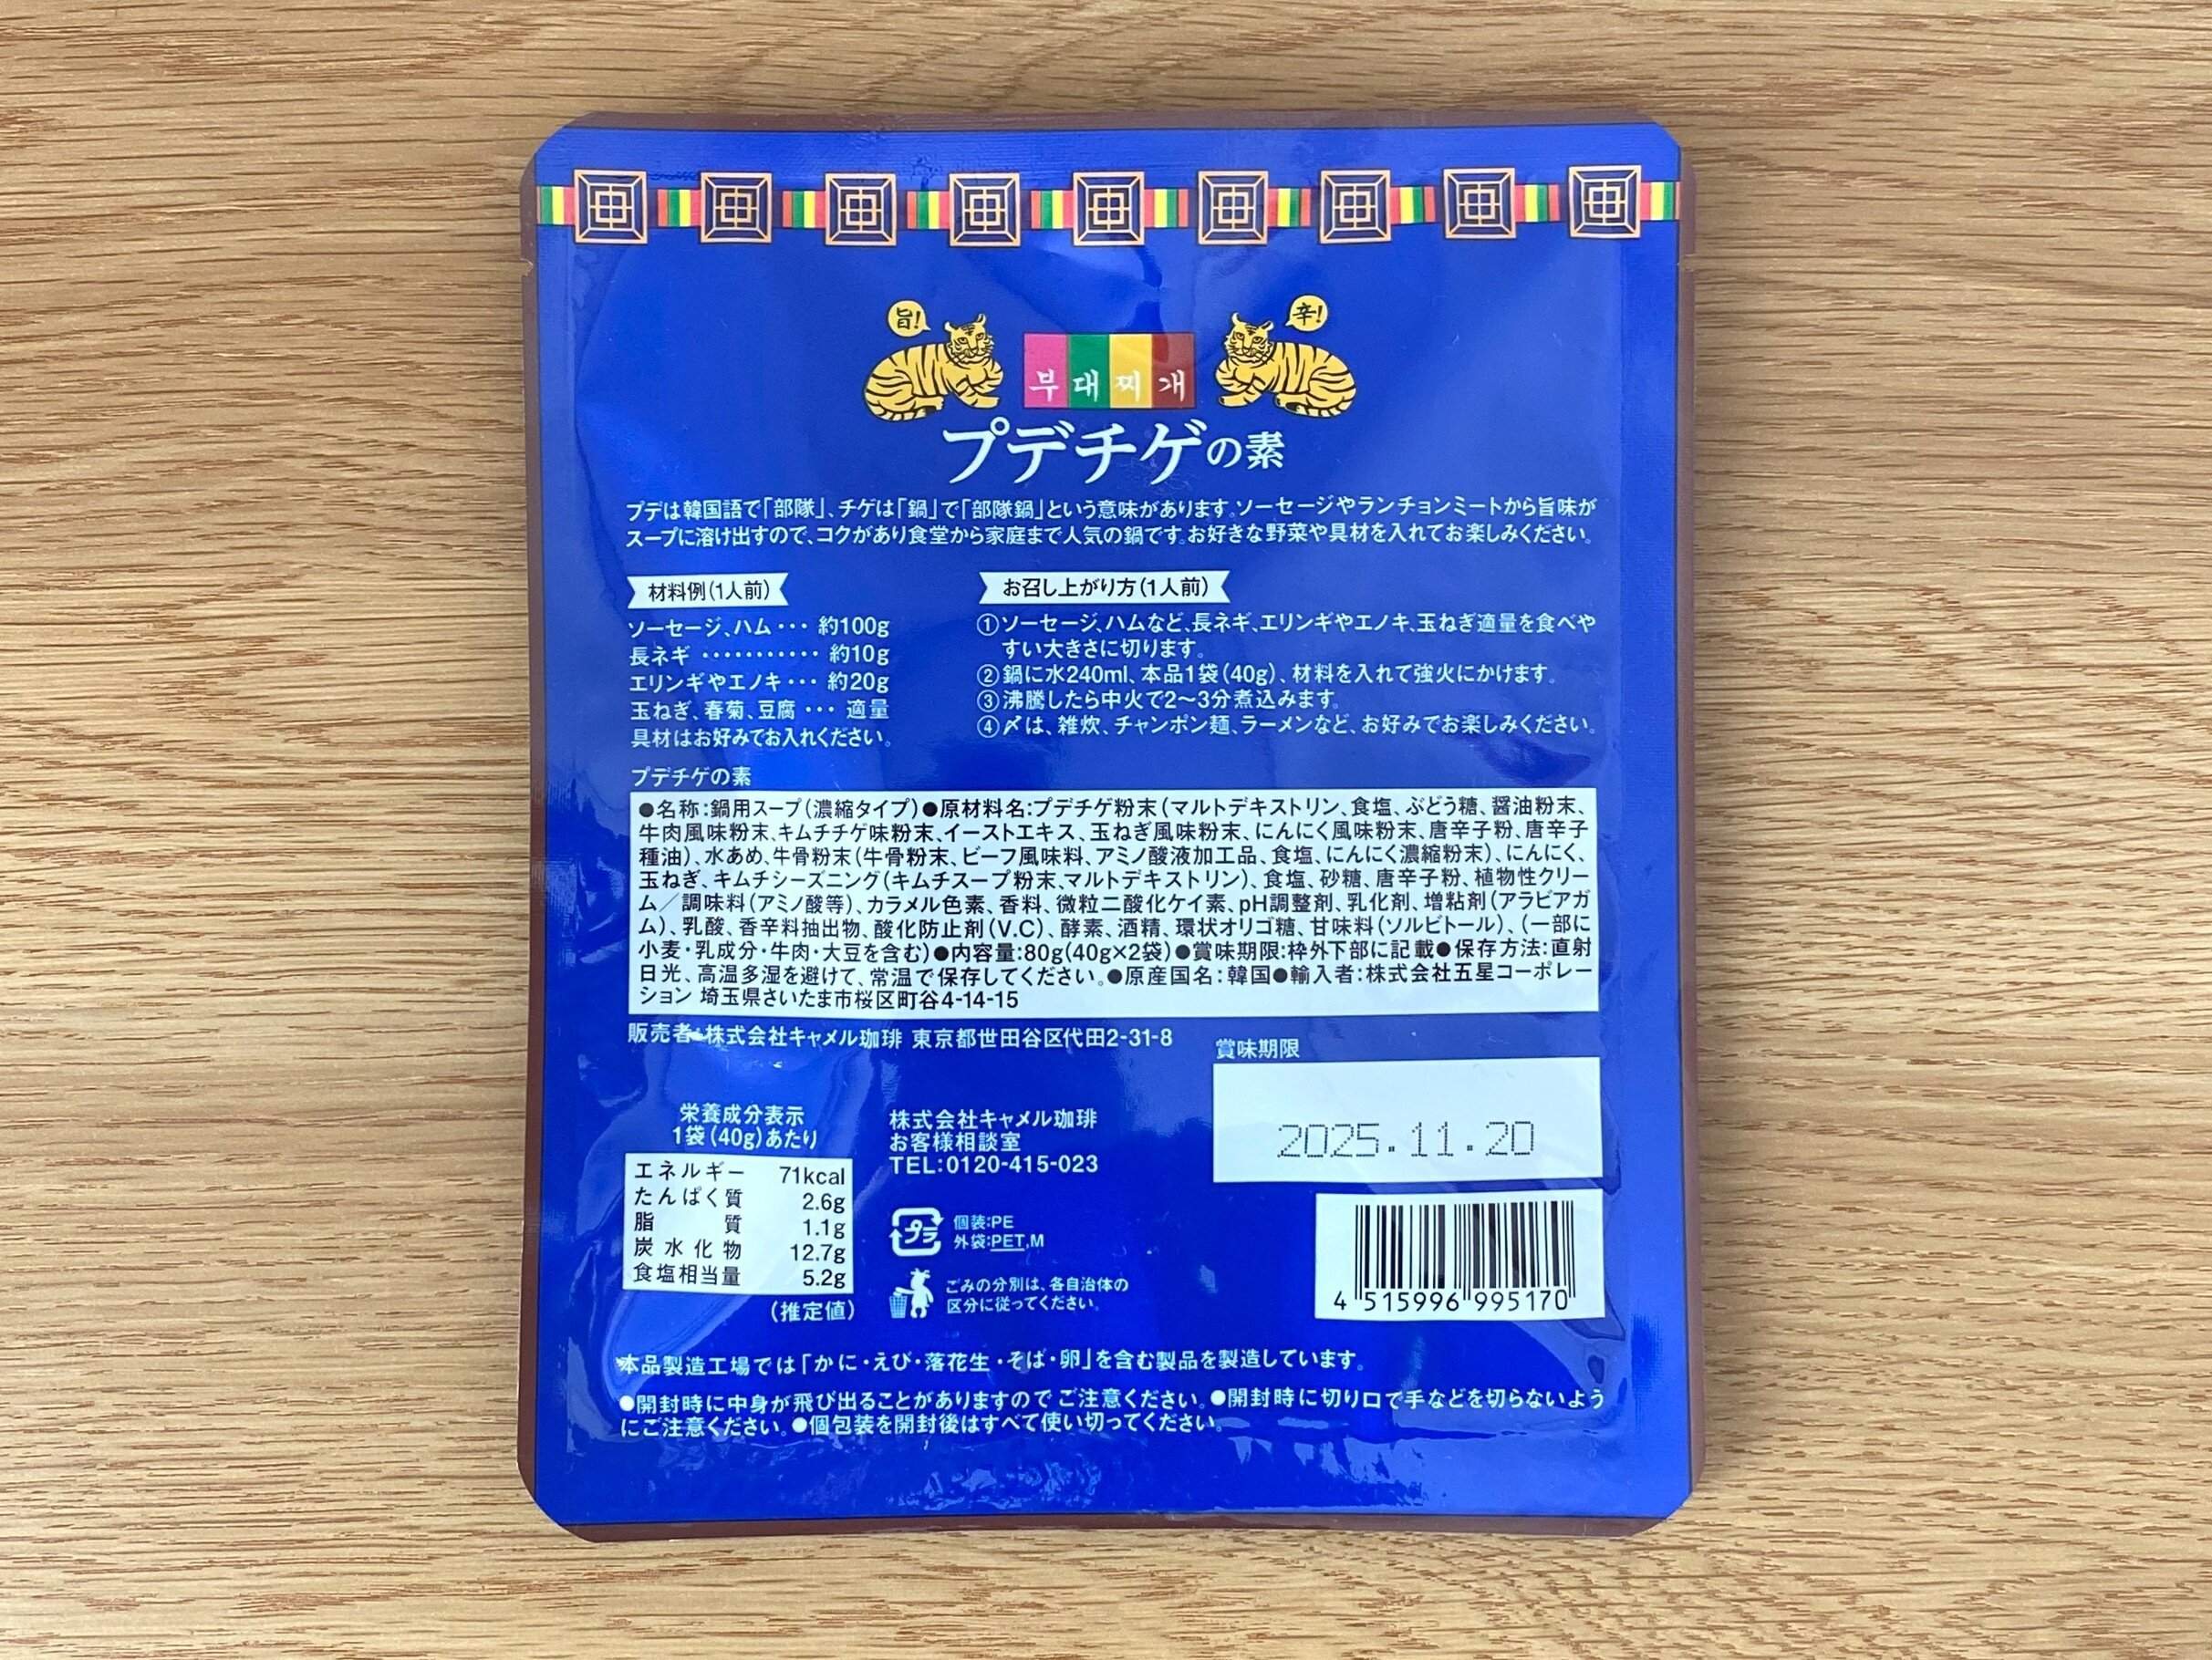 旨!
辛!
부대찌개
プデチゲの素
プデは韓国語で「部隊」、チゲは「鍋」で「部隊鍋」という意味があります。ソーセージやランチョンミートから旨味が
スープに溶け出すので、コクがあり食堂から家庭まで人気の鍋です。お好きな野菜や具材を入れてお楽しみください。
材料例(1人前)
ソーセージ、ハム ・・・ 約100g
長ネギ ・・・・・・・・・・・ 約10g
エリンギやエノキ ・・・ 約20g
玉ねぎ、春菊、豆腐 ・・・ 適量
具材はお好みでお入れください。
お召し上がり方(1人前)
①ソーセージ、ハムなど、長ネギ、エリンギやエノキ、玉ねぎ適量を食べや
すい大きさに切ります。
②鍋に水240ml、本品1袋(40g)、材料を入れて強火にかけます。
③沸騰したら中火で2〜3分煮込みます。
④〆は、雑炊、チャンポン麺、ラーメンなど、お好みでお楽しみください。
プデチゲの素
●名称:鍋用スープ(濃縮タイプ)●原材料名:プデチゲ粉末(マルトデキストリン、食塩、ぶどう糖、醤油粉末、
牛肉風味粉末、キムチチゲ味粉末、イーストエキス、玉ねぎ風味粉末、にんにく風味粉末、唐辛子粉、唐辛子
種油)、水あめ、牛骨粉末(牛骨粉末、ビーフ風味料、アミノ酸液加工品、食塩、にんにく濃縮粉末)、にんにく、
玉ねぎ、キムチシーズニング(キムチスープ粉末、マルトデキストリン)、食塩、砂糖、唐辛子粉、植物性クリー
ム/調味料(アミノ酸等)、カラメル色素、香料、微粒二酸化ケイ素、pH調整剤、乳化剤、増粘剤(アラビアガ
ム)、乳酸、香辛料抽出物、酸化防止剤(V.C)、酵素、酒精、環状オリゴ糖、甘味料(ソルビトール)、(一部に
小麦・乳成分・牛肉・大豆を含む)●内容量:80g(40g×2袋)●賞味期限:枠外下部に記載●保存方法:直射
日光、高温多湿を避けて、常温で保存してください。●原産国名:韓国●輸入者:株式会社五星コーポレー
ション 埼玉県さいたま市桜区町谷4-14-15
販売者●株式会社キャメル珈琲 東京都世田谷区代田2-31-8
賞味期限
2025.11.20
栄養成分表示
1袋(40g)あたり
エネルギー 71kcal
たんぱく質 2.6g
脂質 1.1g
炭水化物 12.7g
食塩相当量 5.2g
(推定値)
株式会社キャメル珈琲
お客様相談室
TEL:0120-415-023
プラ
個装:PE
外袋:PET,M
ごみの分別は、各自治体の
区分に従ってください。
4 515996 995170
本品製造工場では「かに・えび・落花生・そば・卵」を含む製品を製造しています。
●開封時に中身が飛び出ることがありますのでご注意ください。●開封時に切り口で手などを切らないよう
にご注意ください。●個包装を開封後はすべて使い切ってください。